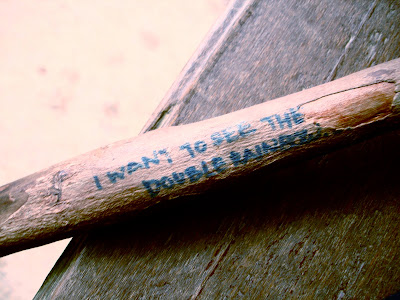 I WANT TO SEE THE
DOUBLE RAINBOW